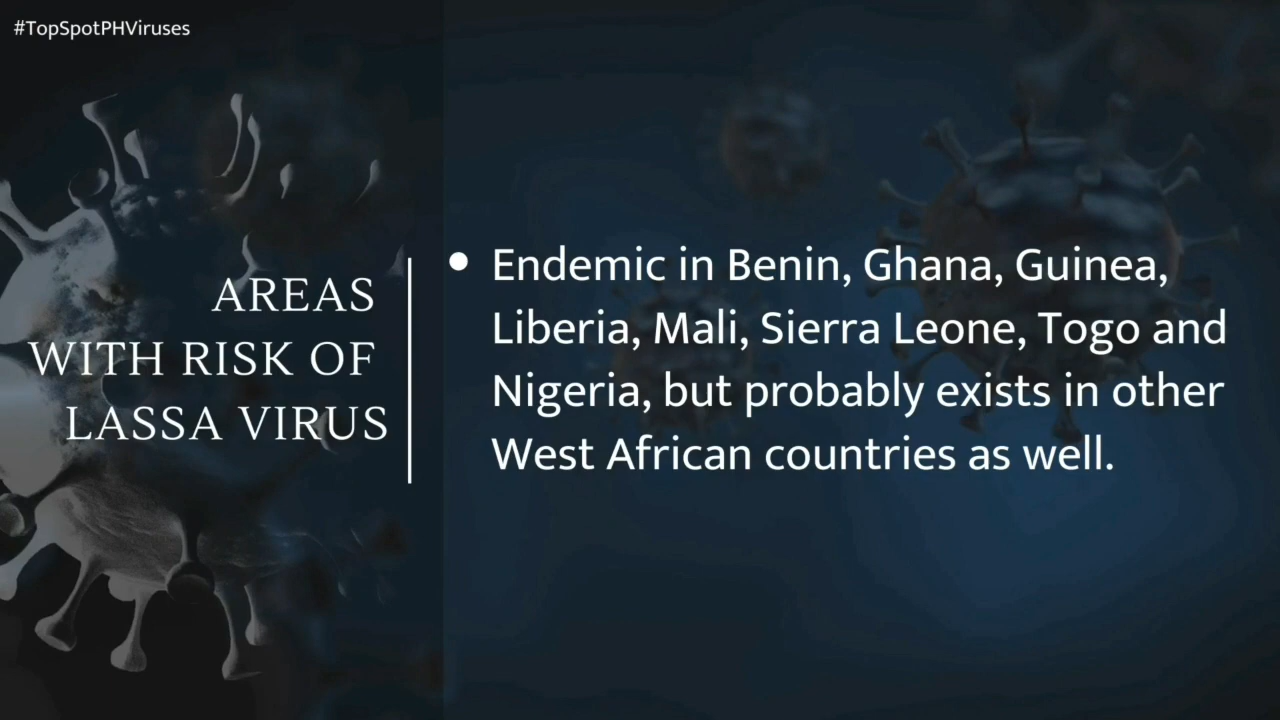 #TopSpotPHViruses
AREAS
WITH RISK OF
LASSA VIRUS
• Endemic in Benin, Ghana, Guinea,
Liberia, Mali, Sierra Leone, Togo and
Nigeria, but probably exists in other
West African countries as well.